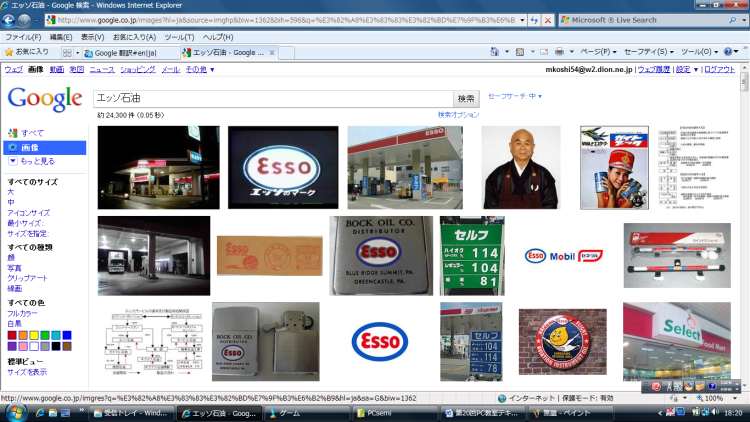 エッソ石油 - Google 検索 - Windows Internet Explorer
http://www.google.co.jp/images?hl=ja&source=imghp&biw=1362&bih=596&q=%E3%82%A8%E3%83%83%E3%82%BD%E7%9F%B3%E6%B
Microsoft ® Live Search
ファイル(F) 編集(E) 表示(V) お気に入り(A) ツール(T) ヘルプ(H)
お気に入り
Google 翻訳#en|ja|
エッソ石油 - Google ...
ページ(P) セーフティ(S) ツール(O)
ウェブ 画像 動画 地図 ニュース ショッピング メール その他 ▼
mkoshi54@w2.dion.ne.jp | ウェブ履歴 | 設定 ▼ | ログアウト
Google
エッソ石油
検索
セーフサーチ: 中 ▼
約 24,300 件 (0.05 秒)
検索オプション
すべて
画像
もっと見る
すべてのサイズ
大
中
アイコンサイズ
最小サイズ:
サイズを指定:
すべての種類
顔
写真
クリップアート
線画
すべての色
フルカラー
白黒
標準ビュー
サイズを表示
Esso
エッソのマーク
ESSO
Esso
BOCK OIL CO.
DISTRIBUTOR
Esso
BLUE RIDGE SUMMIT, PA.
GREENCASTLE, PA.
セルフ
ハイオク 114
レギュラー 104
軽油 81
Esso Mobil
BOCK OIL CO.
DISTRIBUTOR
Esso
Esso
セルフ
104
114
78
Select
Food Mart
http://www.google.co.jp/imgres?q=%E3%82%A8%E3%83%83%E3%82%BD%E7%9F%B3%E6%B2%B9&hl=ja&sa=G&biw=1362
インターネット | 保護モード: 有効
100%
受信トレイ - Wind...
エッソ石油 - Goog...
ゲーム
PCsemi
第20回PC教室テキ...
無題 - ペイント
18:20